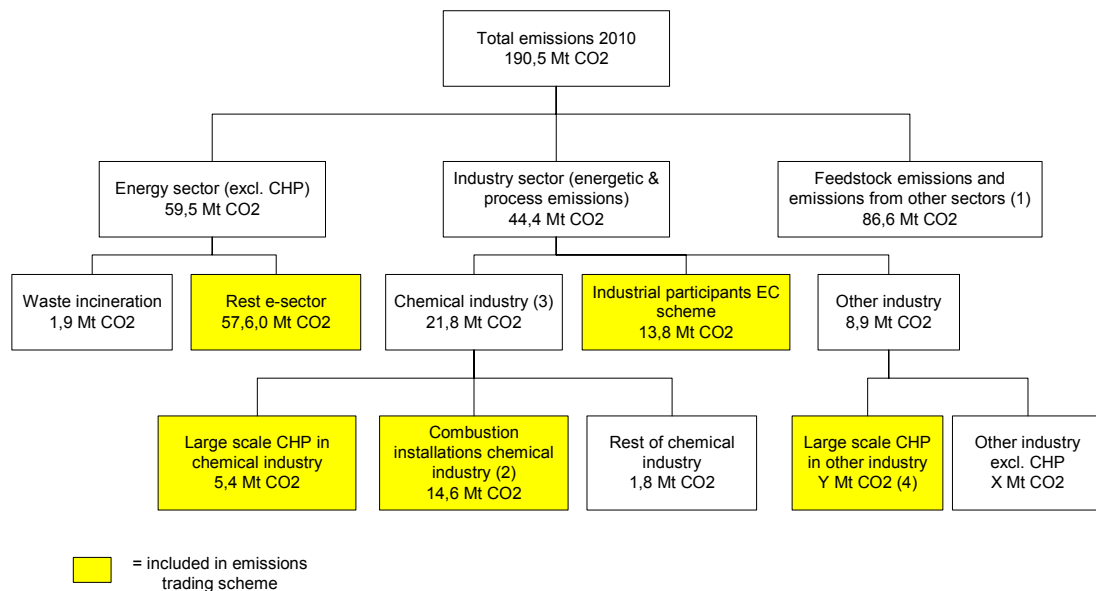 Total emissions 2010
190,5 Mt CO2
Energy sector (excl. CHP)
59,5 Mt CO2
Industry sector (energetic &
process emissions)
44,4 Mt CO2
Feedstock emissions and
emissions from other sectors (1)
86,6 Mt CO2
Waste incineration
1,9 Mt CO2
Rest e-sector
57,6,0 Mt CO2
Chemical industry (3)
21,8 Mt CO2
Industrial participants EC
scheme
13,8 Mt CO2
Other industry
8,9 Mt CO2
Large scale CHP in
chemical industry
5,4 Mt CO2
Combustion
installations chemical
industry (2)
14,6 Mt CO2
Rest of chemical
industry
1,8 Mt CO2
Large scale CHP
in other industry
Y Mt CO2 (4)
Other industry
excl. CHP
X Mt CO2
= included in emissions
trading scheme